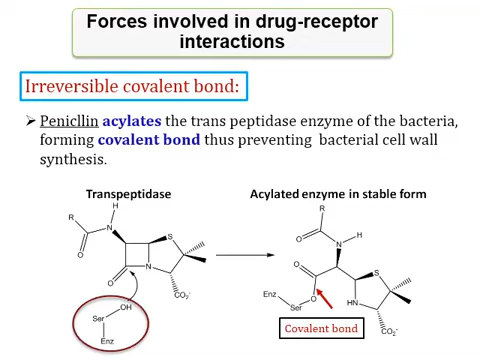 Forces involved in drug-receptor
interactions
Irreversible covalent bond:
➢ Penicllin acylates the trans peptidase enzyme of the bacteria,
forming covalent bond thus preventing bacterial cell wall
synthesis.
Transpeptidase
Acylated enzyme in stable form
H
R
N
S
O
N
O
CO₂⁻
OH
Ser
Enz
R
O
N
H
O
S
Enz
Ser
O
HN
CO₂⁻
Covalent bond